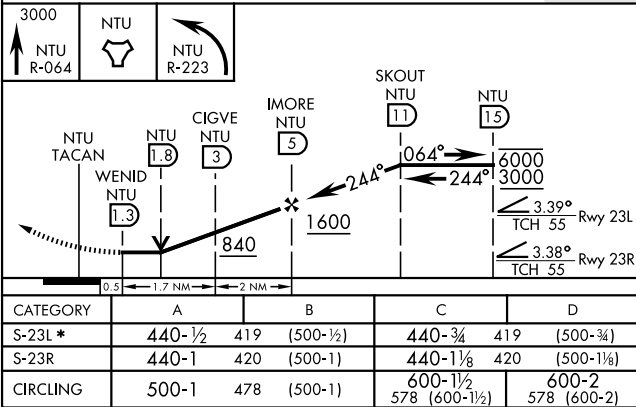 3000
NTU
R-064
NTU
NTU
R-223
SKOUT
NTU
11
NTU
15
IMORE
NTU
5
CIGVE
NTU
3
NTU
1.8
NTU
TACAN
WENID
NTU
1.3
064°
244°
244°
6000
3000
1600
840
3.39°
TCH 55
Rwy 23L
3.38°
TCH 55
Rwy 23R
0.5
1.7 NM
2 NM
CATEGORY A B C D
S-23L * 440-½ 419 (500-½) 440-¾ 419 (500-¾)
S-23R 440-1 420 (500-1) 440-1⅛ 420 (500-1⅛)
CIRCLING 500-1 478 (500-1) 600-1½ 578 (600-1½) 600-2 578 (600-2)